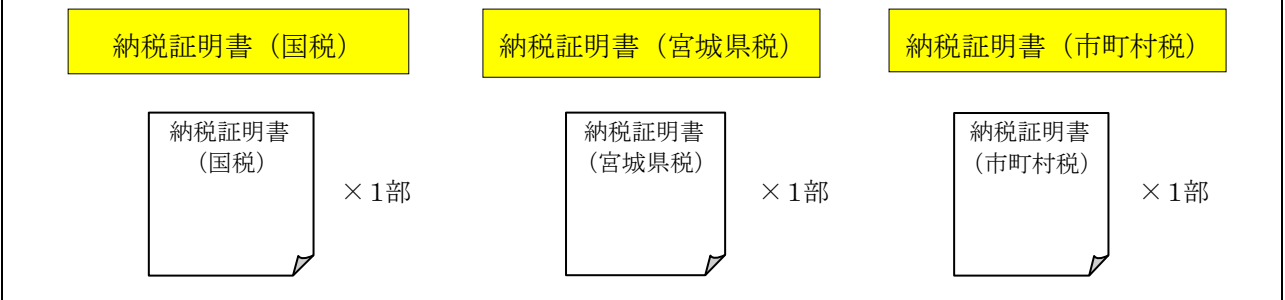 納税証明書（国税）
納税証明書（宮城県税）
納税証明書（市町村税）
納税証明書
（国税）
×１部
納税証明書
（宮城県税）
×１部
納税証明書
（市町村税）
×１部